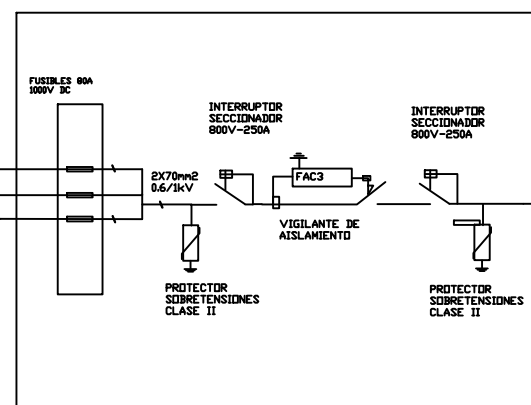 FUSIBLES 80A
1000V DC
INTERRUPTOR
SECCIONADOR
800V-250A
INTERRUPTOR
SECCIONADOR
800V-250A
2X70mm2
0.6/1kV
FAC3
VIGILANTE DE
AISLAMIENTO
PROTECTOR
SOBRETENSIONES
CLASE II
PROTECTOR
SOBRETENSIONES
CLASE II